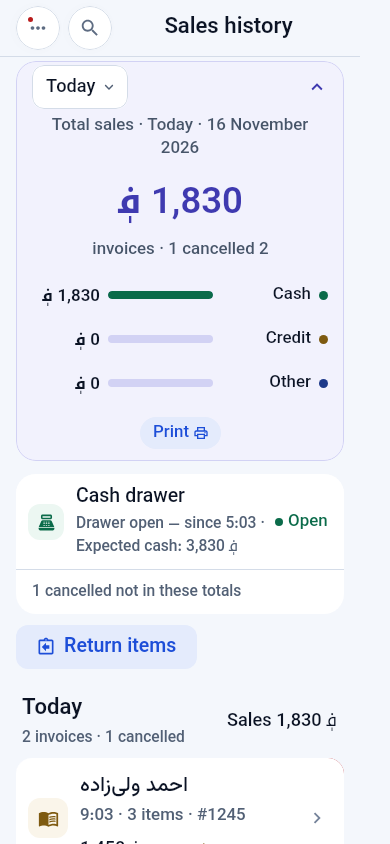 Sales history
Today
Total sales · Today · 16 November
2026
؋ 1,830
invoices · 1 cancelled 2
؋ 1,830 Cash
؋ 0 Credit
؋ 0 Other
Print
Cash drawer
Drawer open — since 5:03 ·
Expected cash: 3,830 ؋
Open
1 cancelled not in these totals
Return items
Today
Sales 1,830 ؋
2 invoices · 1 cancelled
احمد ولی‌زاده
9:03 · 3 items · #1245